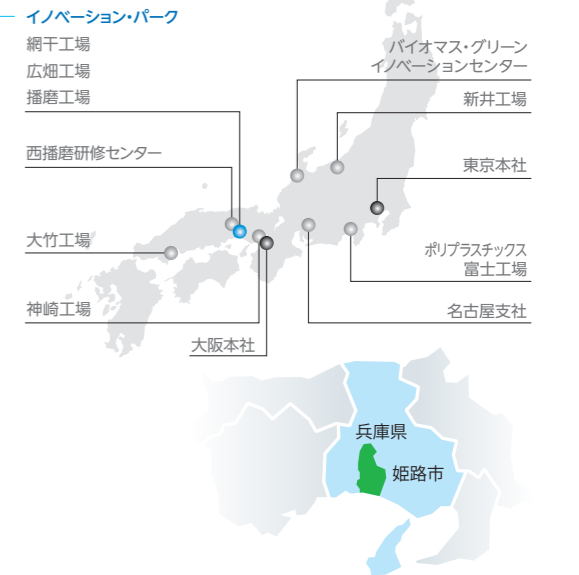 イノベーション・パーク
網干工場
広畑工場
播磨工場
西播磨研修センター
大竹工場
神崎工場
大阪本社
バイオマス・グリーン
イノベーションセンター
新井工場
東京本社
ポリプラスチックス
富士工場
名古屋支社
兵庫県
姫路市